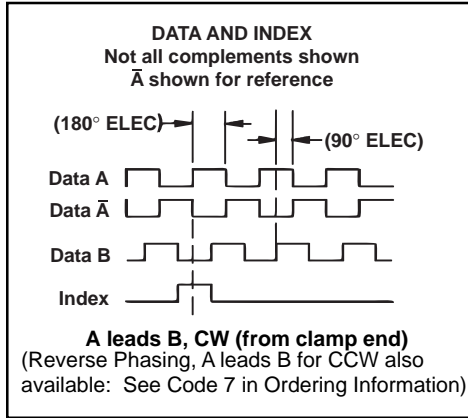 DATA AND INDEX
Not all complements shown
A̅ shown for reference
(180° ELEC)
(90° ELEC)
Data A
Data A̅
Data B
Index
A leads B, CW (from clamp end)
(Reverse Phasing, A leads B for CCW also
available: See Code 7 in Ordering Information)